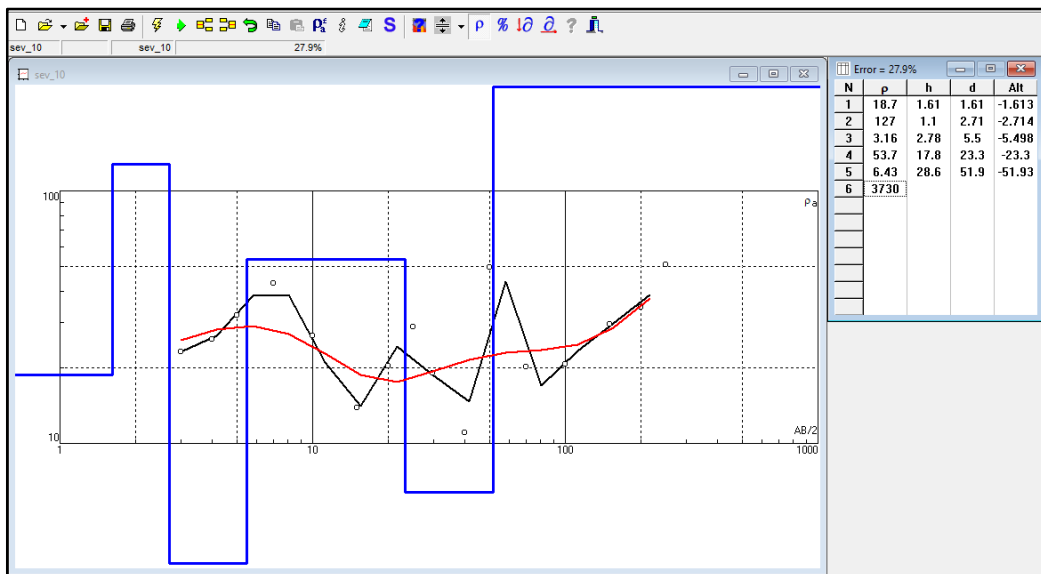 S ρ %
sev_10 sev_10 27.9%
sev_10
Error = 27.9%
N ρ h d Alt
1 18.7 1.61 1.61 -1.613
2 127 1.1 2.71 -2.714
3 3.16 2.78 5.5 -5.498
4 53.7 17.8 23.3 -23.3
5 6.43 28.6 51.9 -51.93
6 3730
100
ρa
10
AB/2
1 10 100 1000